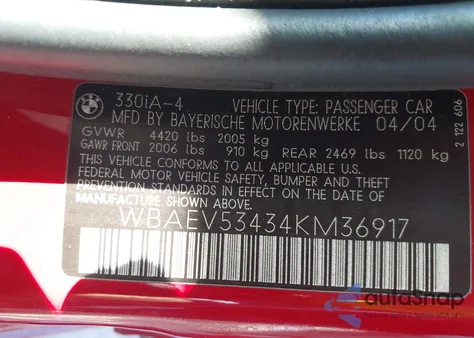 330iA-4 VEHICLE TYPE: PASSENGER CAR
MFD BY BAYERISCHE MOTORENWERKE 04/04
GVWR 4420 lbs 2005 kg
GAWR FRONT 2006 lbs 910 kg REAR 2469 lbs 1120 kg
THIS VEHICLE CONFORMS TO ALL APPLICABLE U.S.
FEDERAL MOTOR VEHICLE SAFETY, BUMPER AND THEFT
PREVENTION STANDARDS IN EFFECT ON THE DATE OF
MANUFACTURE SHOWN ABOVE.
WBAEV53434KM36917
2 122 606
autoSnap